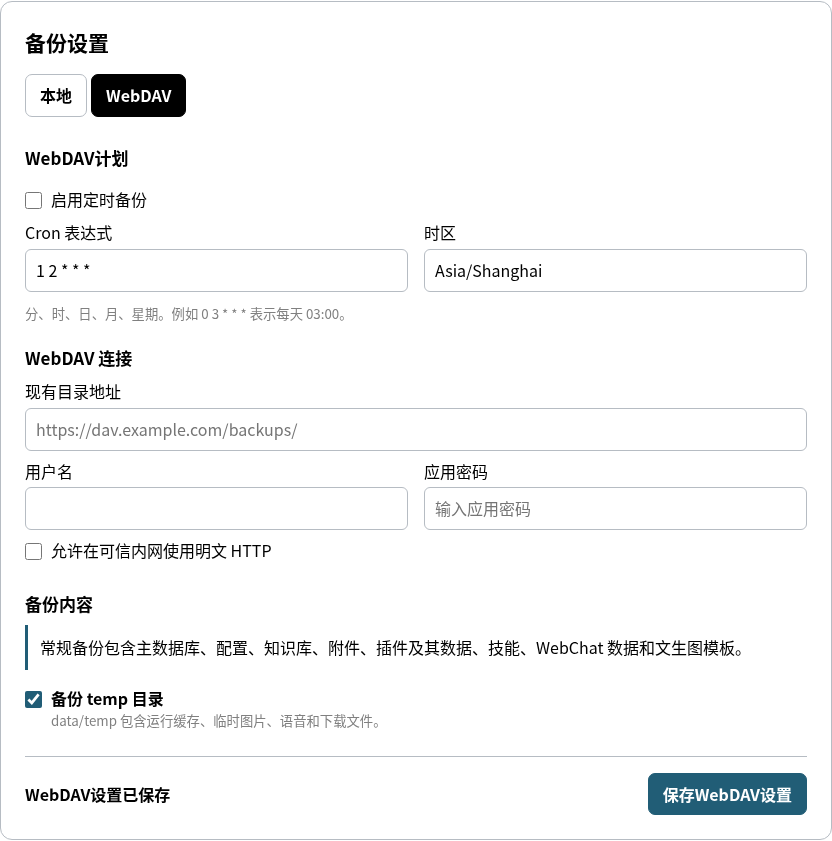 备份设置
本地 WebDAV
WebDAV计划
启用定时备份
Cron 表达式 时区
1 2 * * * Asia/Shanghai
分、时、日、月、星期。例如 0 3 * * * 表示每天 03:00。
WebDAV 连接
现有目录地址
https://dav.example.com/backups/
用户名 应用密码
输入应用密码
允许在可信内网使用明文 HTTP
备份内容
常规备份包含主数据库、配置、知识库、附件、插件及其数据、技能、WebChat 数据和文生图模板。
备份 temp 目录
data/temp 包含运行缓存、临时图片、语音和下载文件。
WebDAV设置已保存 保存WebDAV设置